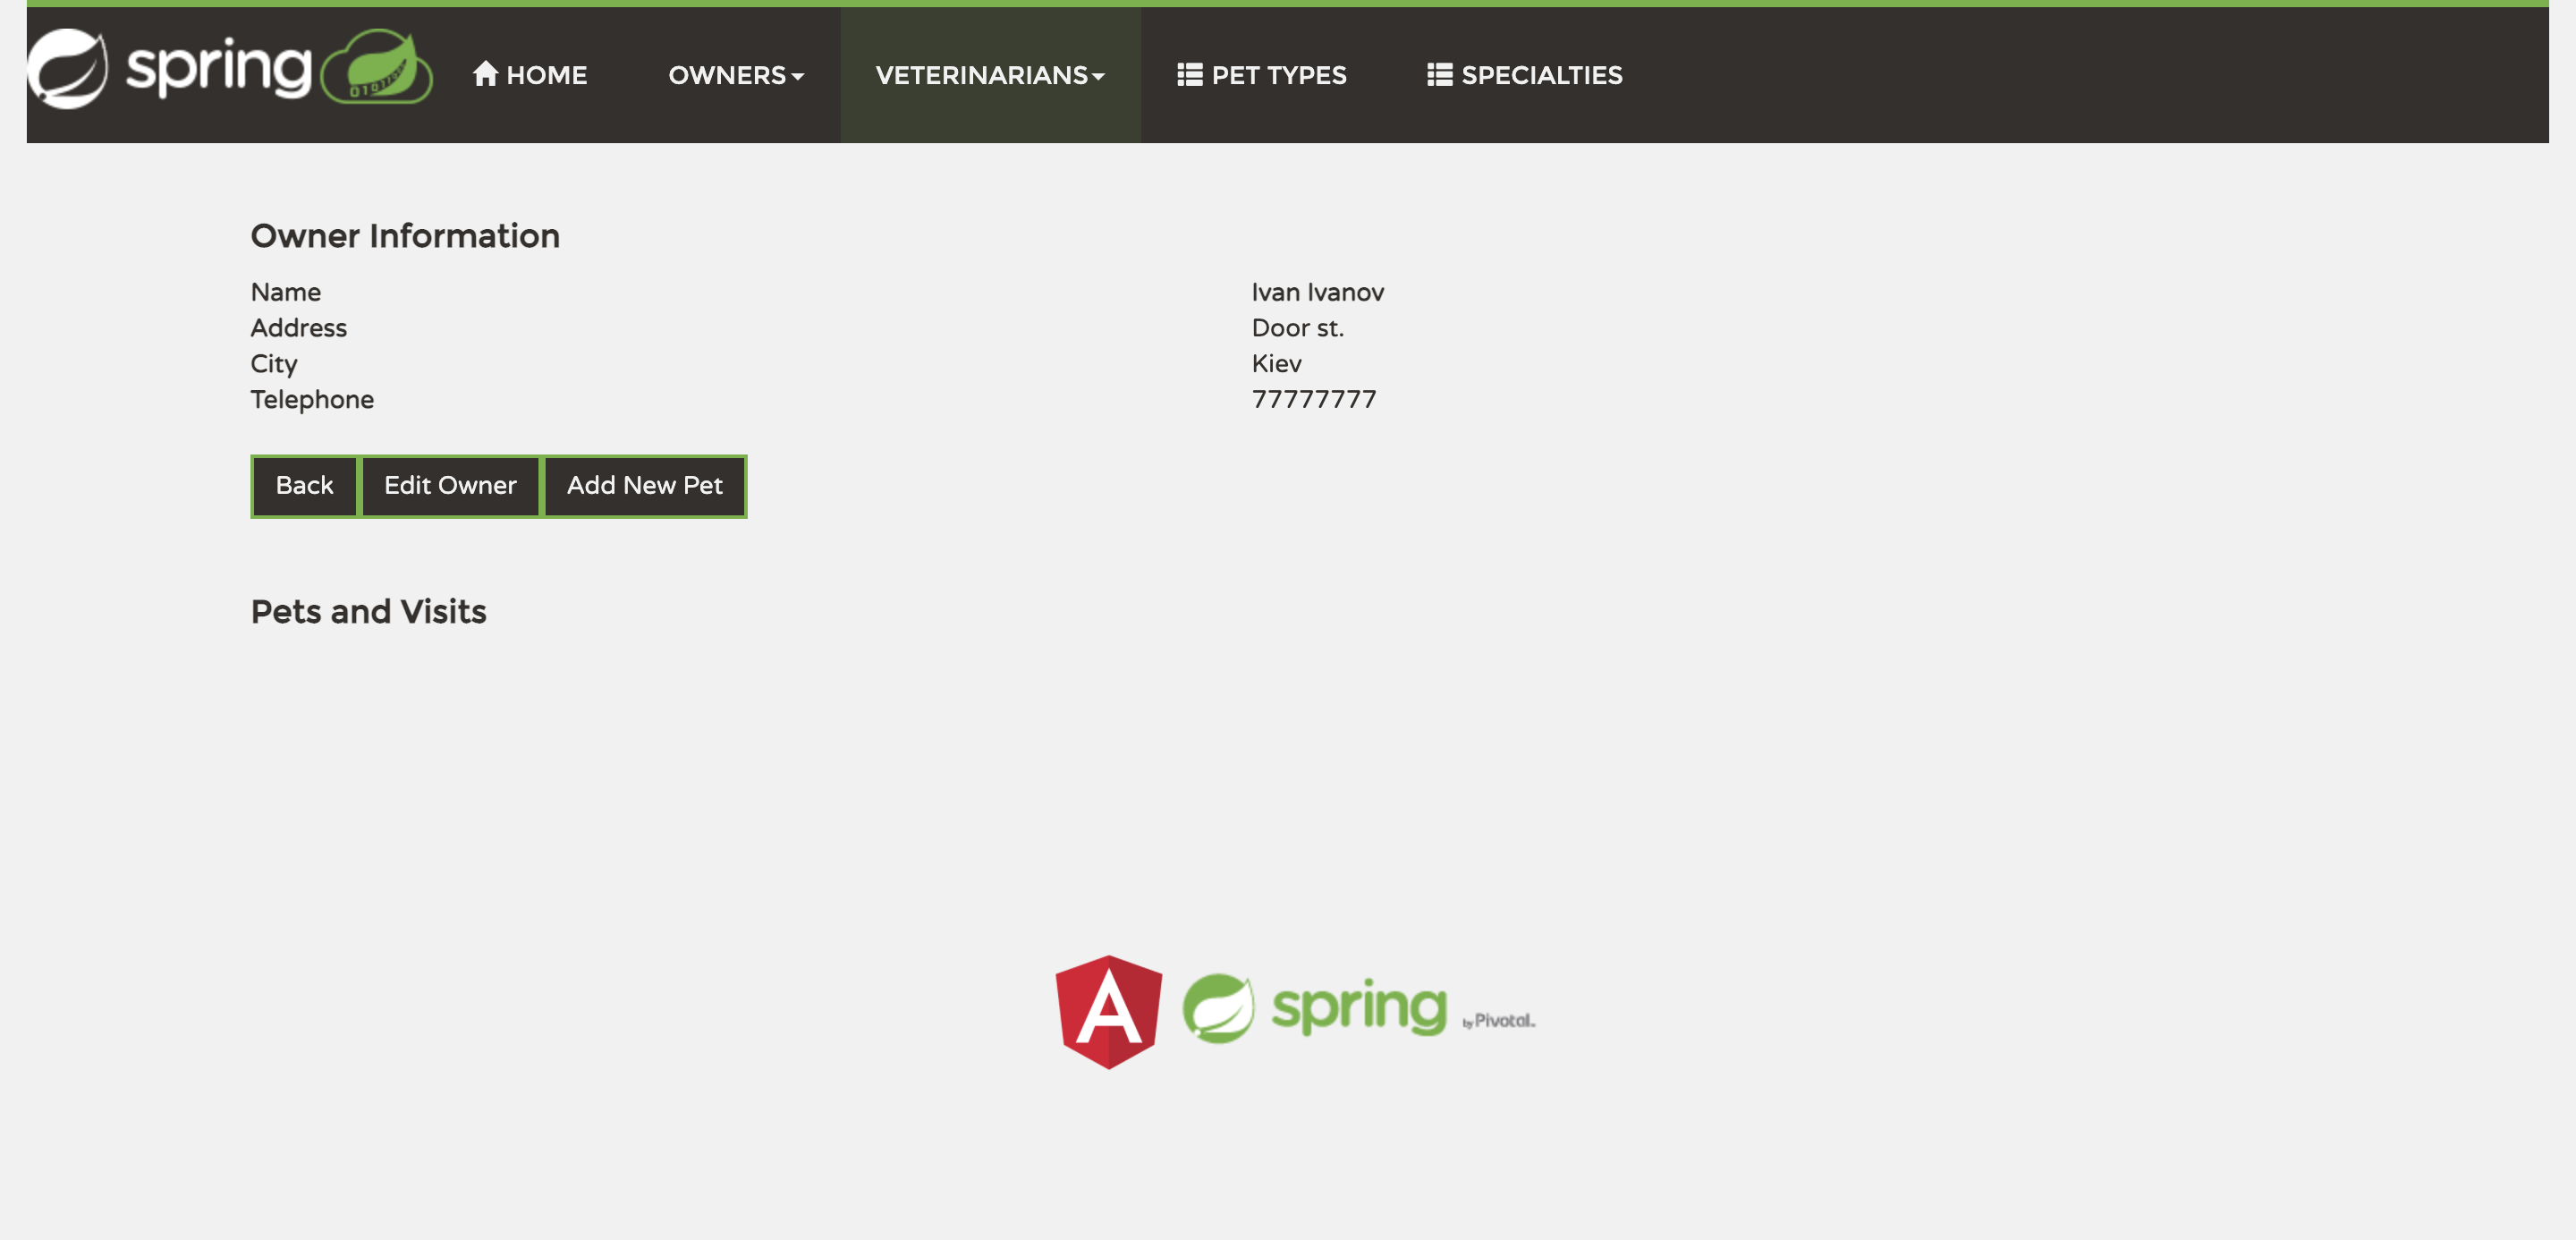 spring HOME OWNERS VETERINARIANS PET TYPES SPECIALTIES
Owner Information
Name Ivan Ivanov
Address Door st.
City Kiev
Telephone 77777777
Back Edit Owner Add New Pet
Pets and Visits
A spring by Pivotal